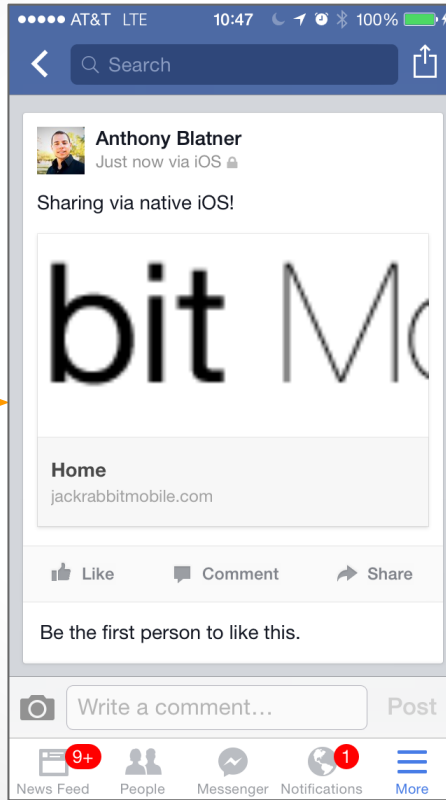 AT&T LTE 10:47 100%
Search
Anthony Blatner
Just now via iOS
Sharing via native iOS!
bit Mo
Home
jackrabbitmobile.com
Like Comment Share
Be the first person to like this.
Write a comment... Post
9+ 1
News Feed People Messenger Notifications More